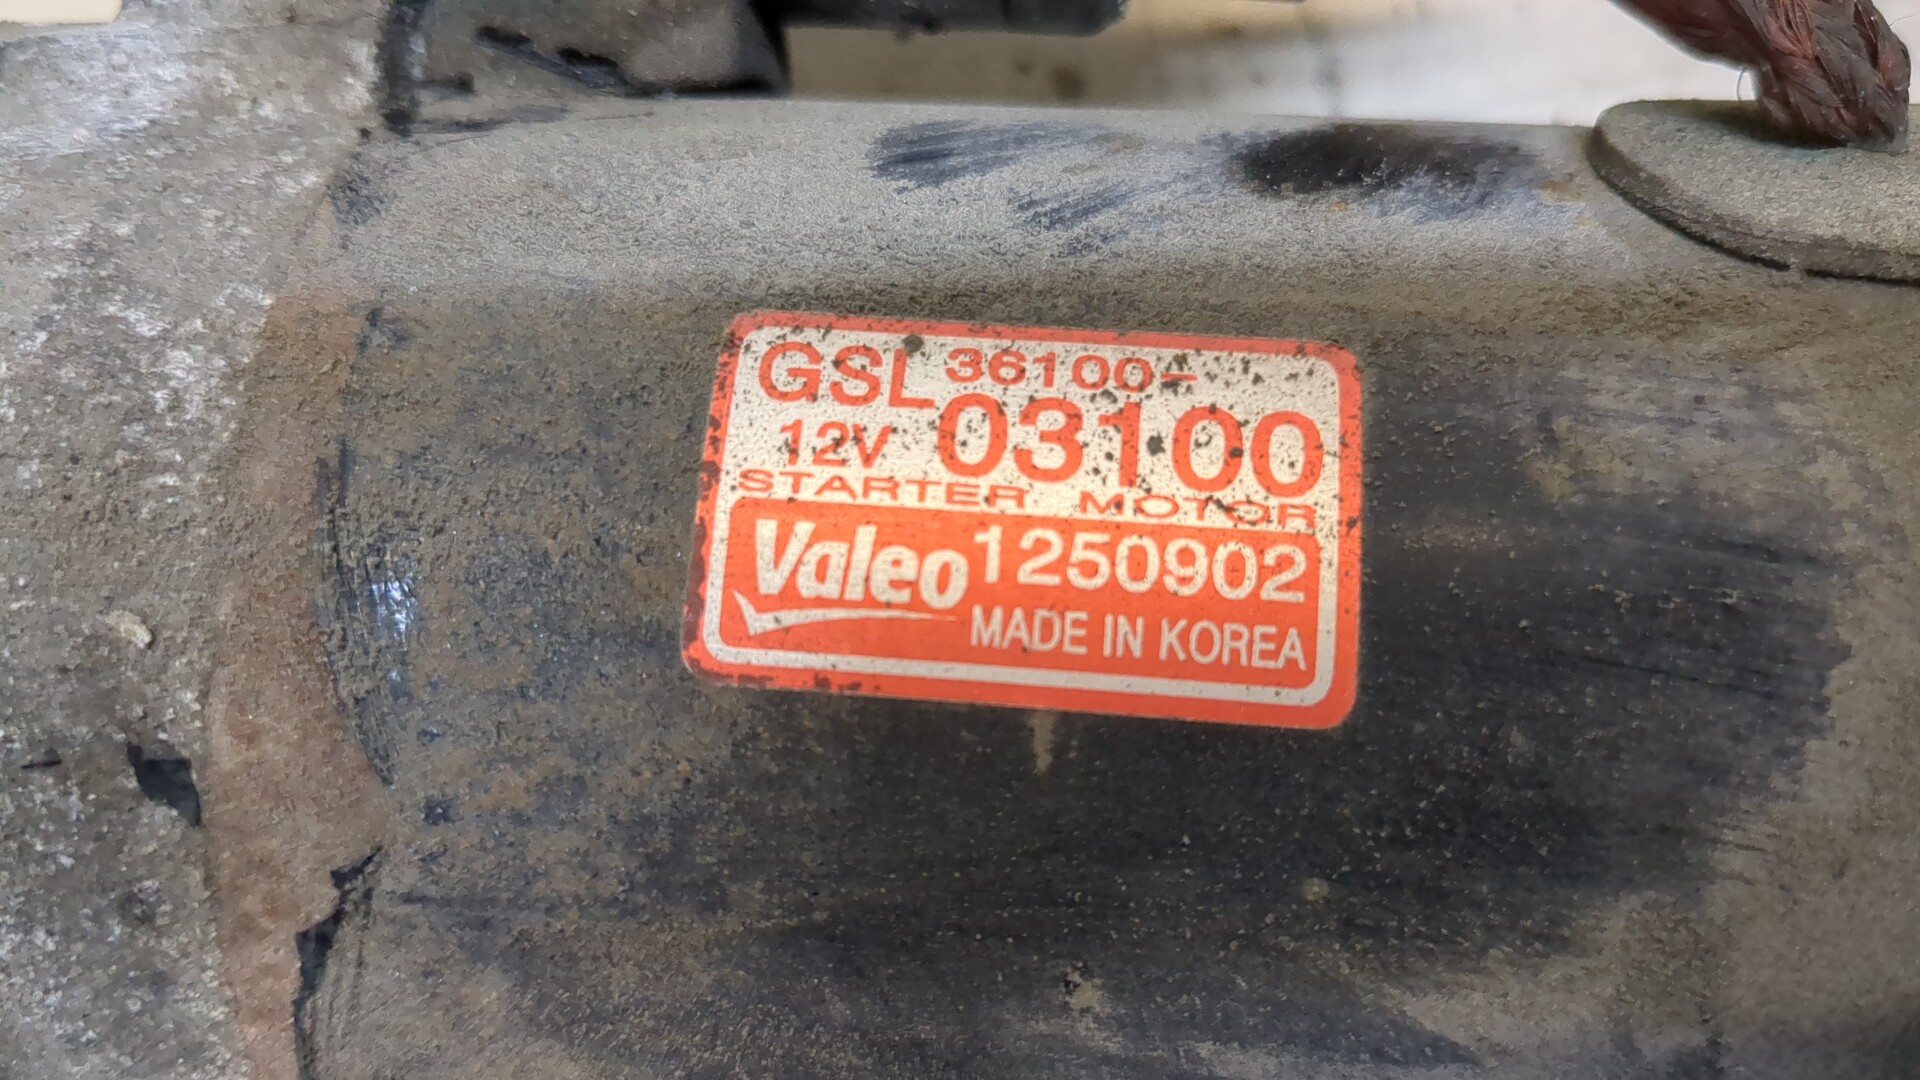 GSL 36100-
12V 03100
STARTER MOTOR
Valeo 1250902
MADE IN KOREA